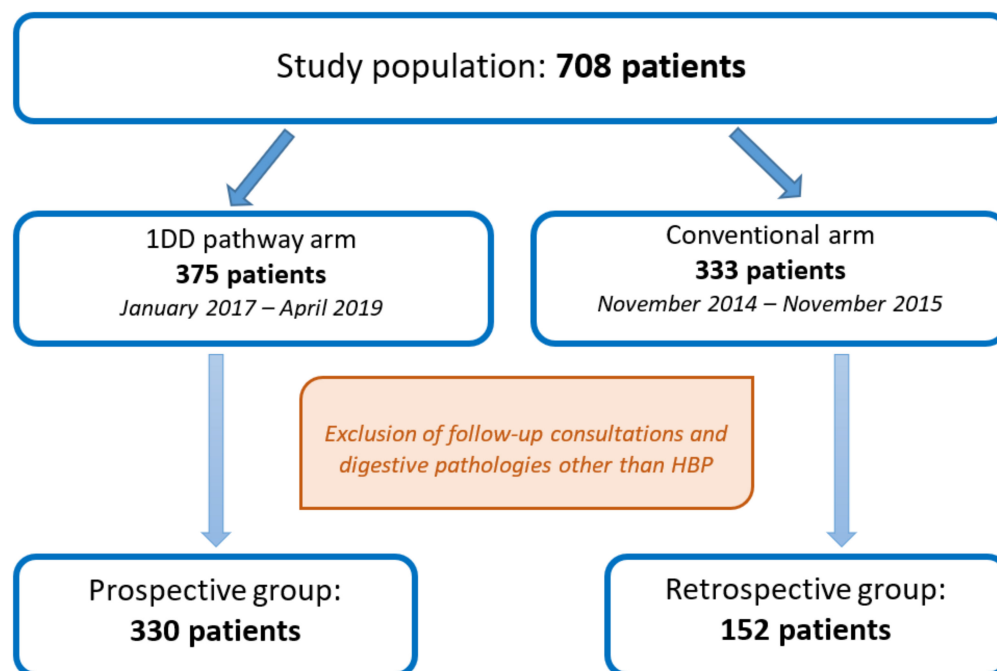 Study population: 708 patients
1DD pathway arm
375 patients
January 2017 – April 2019
Conventional arm
333 patients
November 2014 – November 2015
Exclusion of follow-up consultations and
digestive pathologies other than HBP
Prospective group:
330 patients
Retrospective group:
152 patients